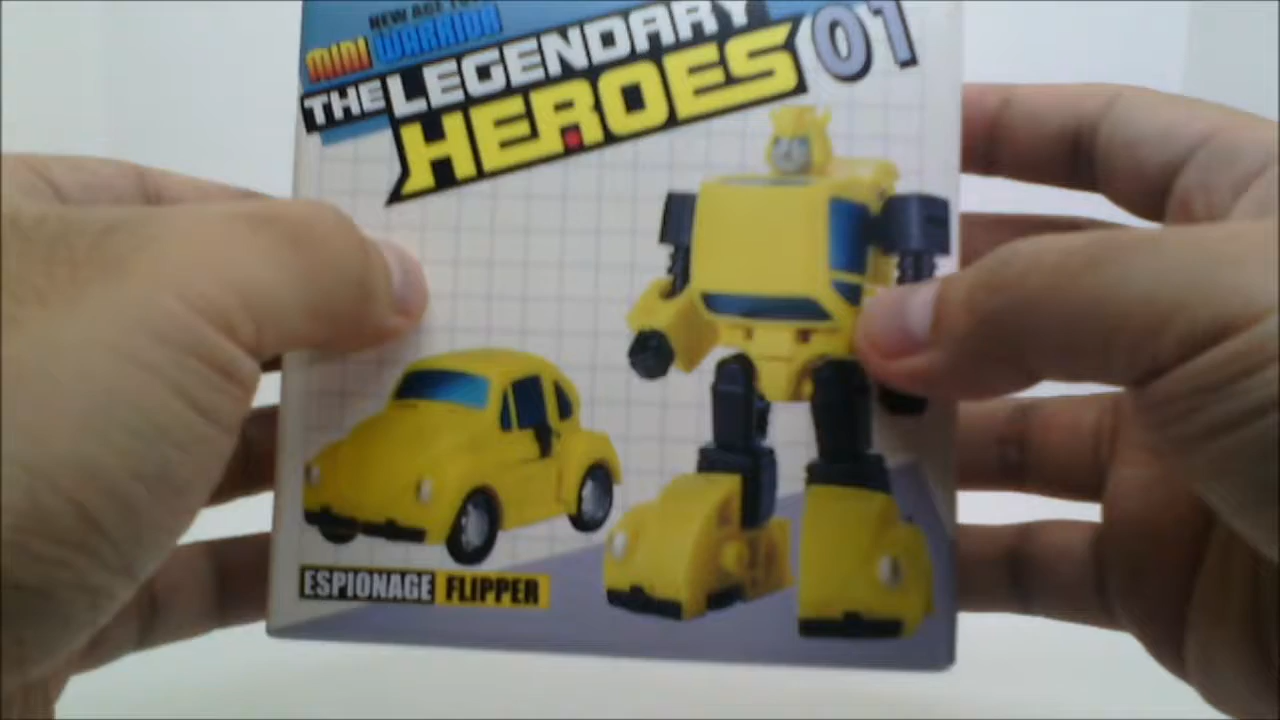 NEW AGE TOYS
MINI WARRIOR
THE LEGENDARY
HEROES
01
ESPIONAGE FLIPPER